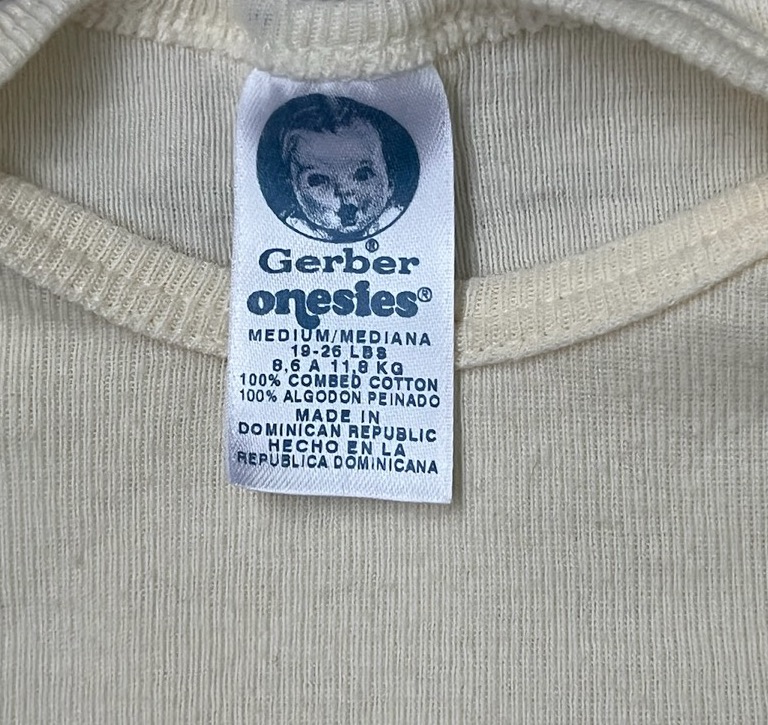 ®
Gerber
onesies®
MEDIUM/MEDIANA
19-26 LBS
8,6 A 11,8 KG
100% COMBED COTTON
100% ALGODON PEINADO
MADE IN
DOMINICAN REPUBLIC
HECHO EN LA
REPUBLICA DOMINICANA